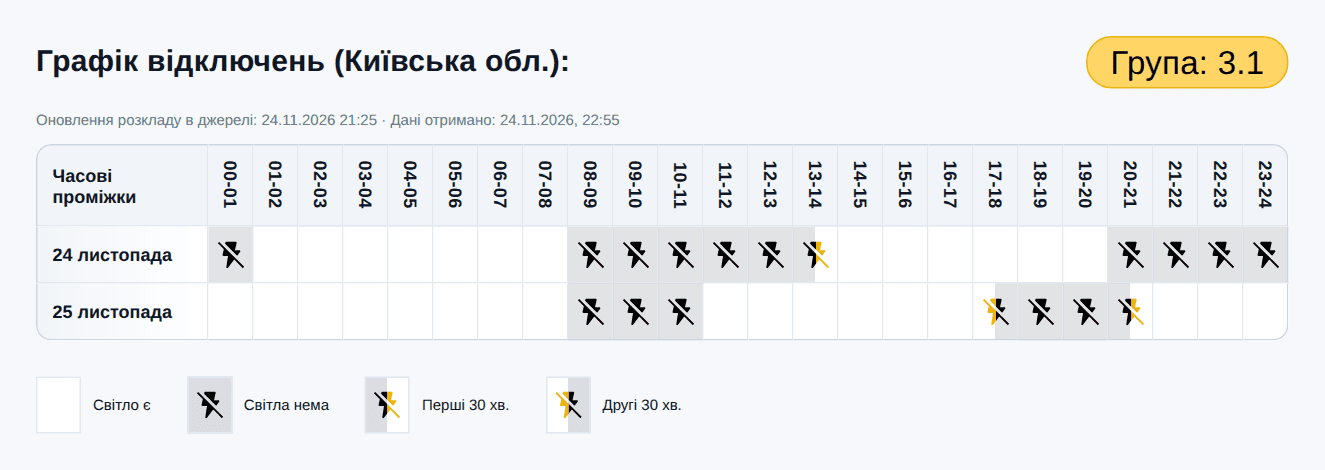 Графік відключень (Київська обл.):
Група: 3.1
Оновлення розкладу в джерелі: 24.11.2026 21:25 · Дані отримано: 24.11.2026, 22:55
Часові
проміжки
00-01
01-02
02-03
03-04
04-05
05-06
06-07
07-08
08-09
09-10
10-11
11-12
12-13
13-14
14-15
15-16
16-17
17-18
18-19
19-20
20-21
21-22
22-23
23-24
24 листопада
25 листопада
Світло є
Світла нема
Перші 30 хв.
Другі 30 хв.